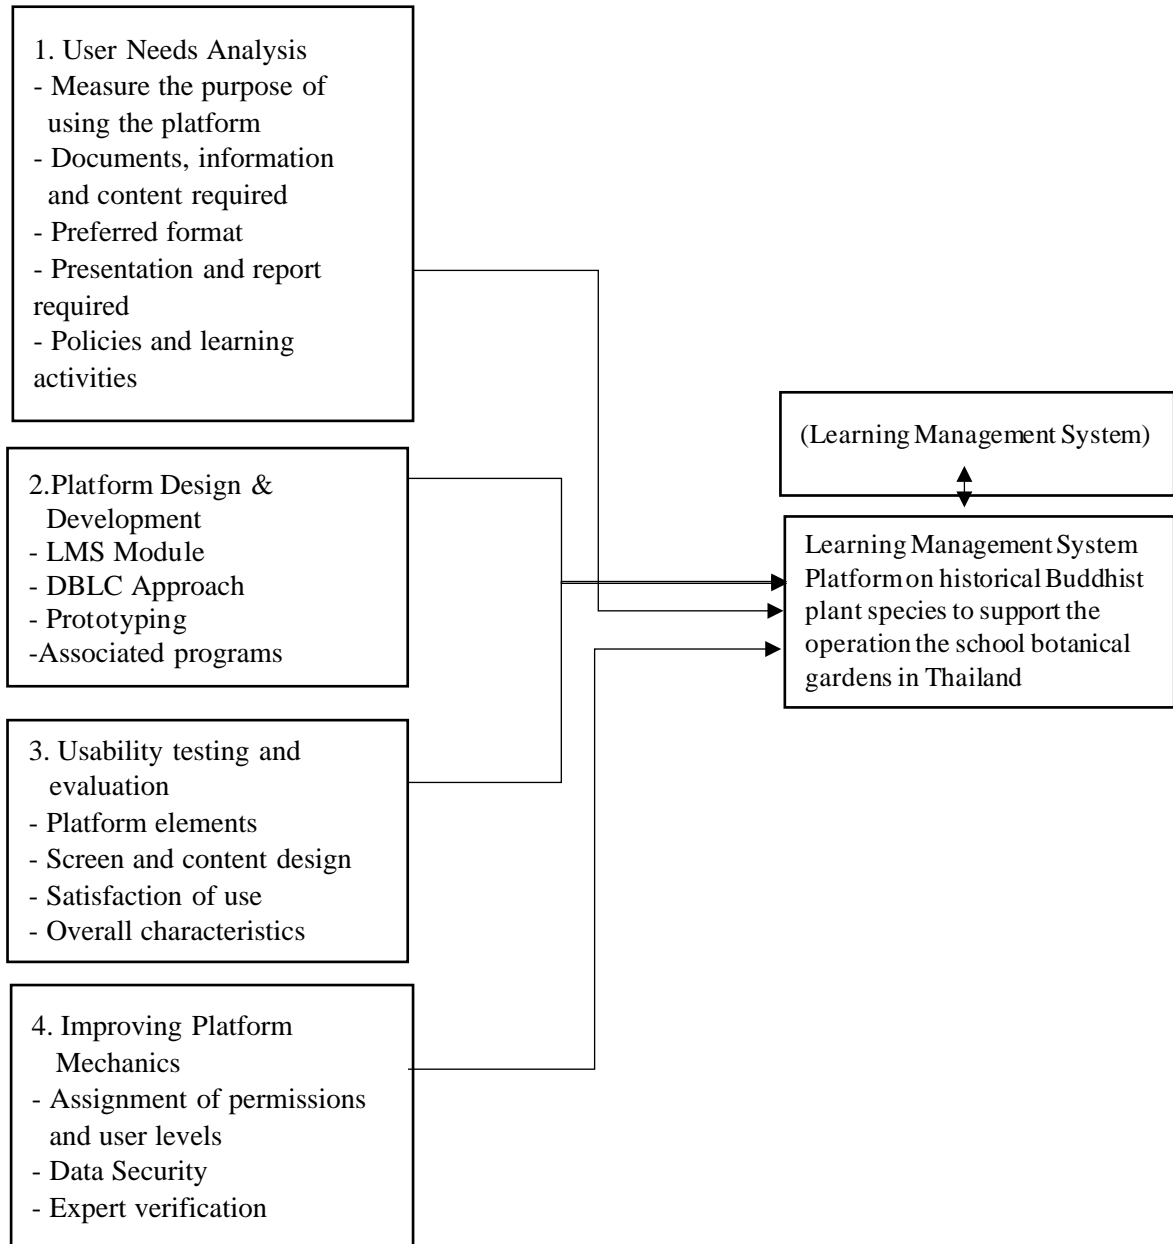 1. User Needs Analysis
- Measure the purpose of
using the platform
- Documents, information
and content required
- Preferred format
- Presentation and report
required
- Policies and learning
activities
2.Platform Design &
Development
- LMS Module
- DBLC Approach
- Prototyping
-Associated programs
3. Usability testing and
evaluation
- Platform elements
- Screen and content design
- Satisfaction of use
- Overall characteristics
4. Improving Platform
Mechanics
- Assignment of permissions
and user levels
- Data Security
- Expert verification
(Learning Management System)
Learning Management System
Platform on historical Buddhist
plant species to support the
operation the school botanical
gardens in Thailand